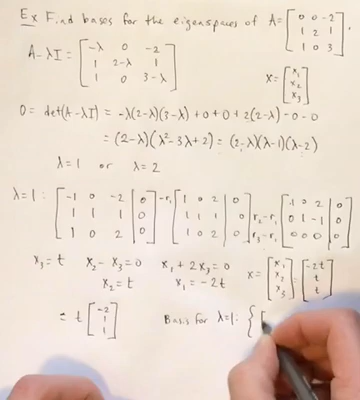 Ex Find bases for the eigenspaces of A = [0 0 -2; 1 2 1; 1 0 3].
A-λI = [-λ 0 -2; 1 2-λ 1; 1 0 3-λ]
x = [x₁; x₂; x₃]
0 = det(A-λI) = -λ(2-λ)(3-λ) + 0 + 0 + 2(2-λ) - 0 - 0
= (2-λ)(λ²-3λ+2) = (2-λ)(λ-1)(λ-2)
λ = 1 or λ = 2
λ=1: [-1 0 -2 | 0; 1 1 1 | 0; 1 0 2 | 0] -r₁ [1 0 2 | 0; 1 1 1 | 0; 1 0 2 | 0] r₂-r₁ r₃-r₁ [1 0 2 | 0; 0 1 -1 | 0; 0 0 0 | 0]
x₃ = t x₂ - x₃ = 0 x₁ + 2x₃ = 0 x = [x₁; x₂; x₃] = [-2t; t; t]
x₂ = t x₁ = -2t
= t [-2; 1; 1] Basis for λ=1: { [